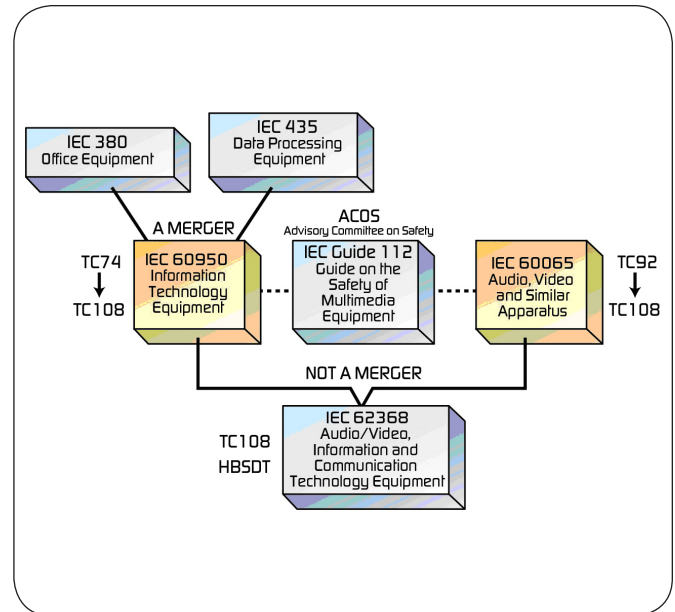 IEC 380
Office Equipment
IEC 435
Data Processing
Equipment
A MERGER
ACOS
Advisory Committee on Safety
TC74
TC108
IEC 60950
Information
Technology
Equipment
IEC Guide 112
Guide on the
Safety of
Multimedia
Equipment
IEC 60065
Audio, Video
and Similar
Apparatus
TC92
TC108
NOT A MERGER
TC108
HBSDT
IEC 62368
Audio/Video,
Information and
Communication
Technology Equipment